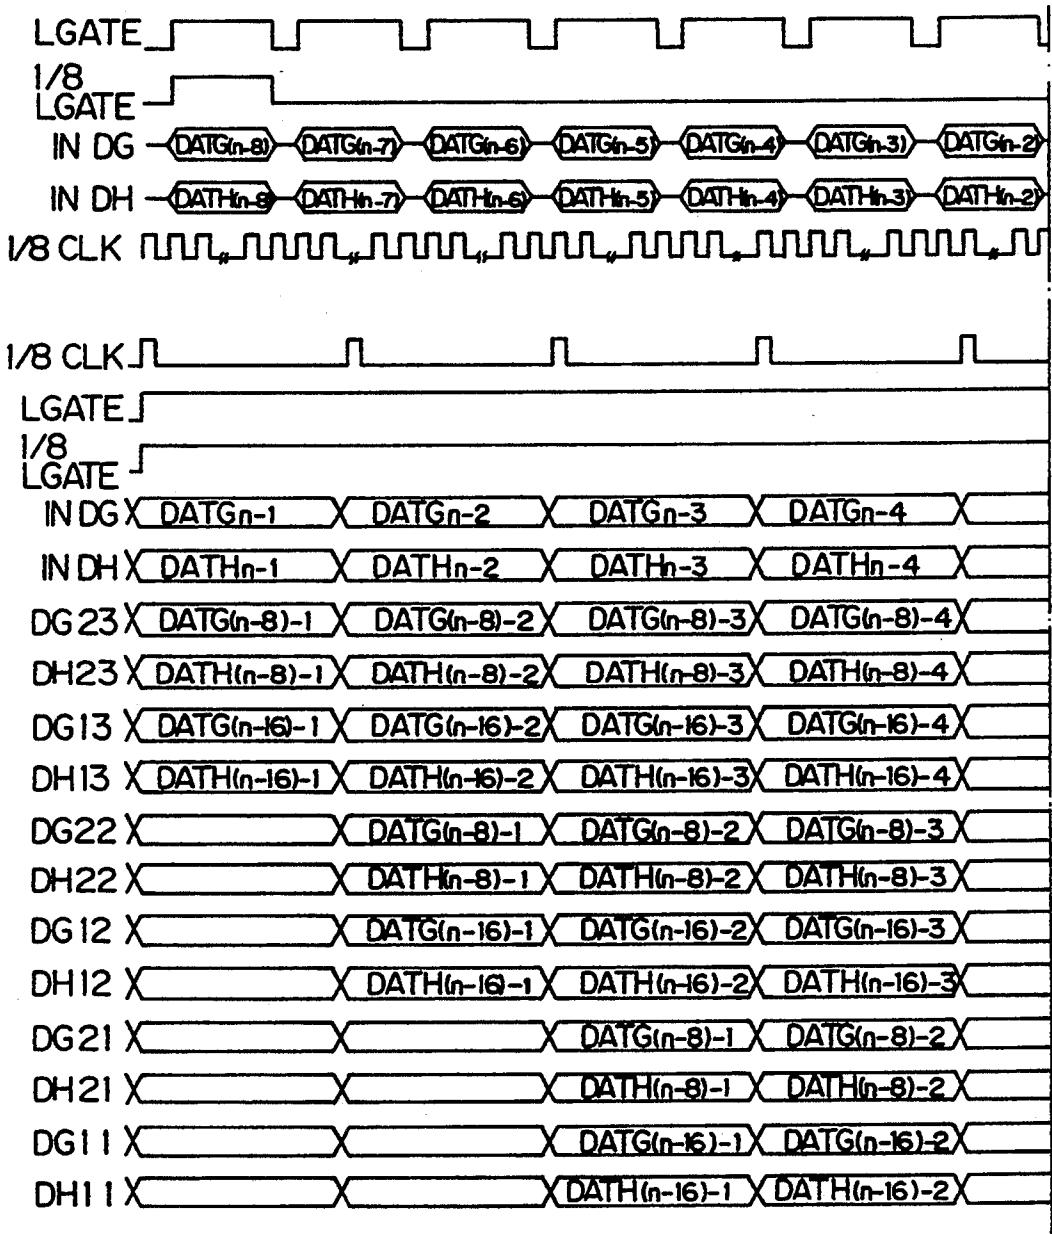 LGATE
1/8
LGATE
IN DG DATG(n-8) DATG(n-7) DATG(n-6) DATG(n-5) DATG(n-4) DATG(n-3) DATG(n-2)
IN DH DATH(n-8) DATH(n-7) DATH(n-6) DATH(n-5) DATH(n-4) DATH(n-3) DATH(n-2)
1/8 CLK
1/8 CLK
LGATE
1/8
LGATE
IN DG DATGn-1 DATGn-2 DATGn-3 DATGn-4
IN DH DATHn-1 DATHn-2 DATHn-3 DATHn-4
DG23 DATG(n-8)-1 DATG(n-8)-2 DATG(n-8)-3 DATG(n-8)-4
DH23 DATH(n-8)-1 DATH(n-8)-2 DATH(n-8)-3 DATH(n-8)-4
DG13 DATG(n-16)-1 DATG(n-16)-2 DATG(n-16)-3 DATG(n-16)-4
DH13 DATH(n-16)-1 DATH(n-16)-2 DATH(n-16)-3 DATH(n-16)-4
DG22 DATG(n-8)-1 DATG(n-8)-2 DATG(n-8)-3
DH22 DATH(n-8)-1 DATH(n-8)-2 DATH(n-8)-3
DG12 DATG(n-16)-1 DATG(n-16)-2 DATG(n-16)-3
DH12 DATH(n-16)-1 DATH(n-16)-2 DATH(n-16)-3
DG21 DATG(n-8)-1 DATG(n-8)-2
DH21 DATH(n-8)-1 DATH(n-8)-2
DG11 DATG(n-16)-1 DATG(n-16)-2
DH11 DATH(n-16)-1 DATH(n-16)-2